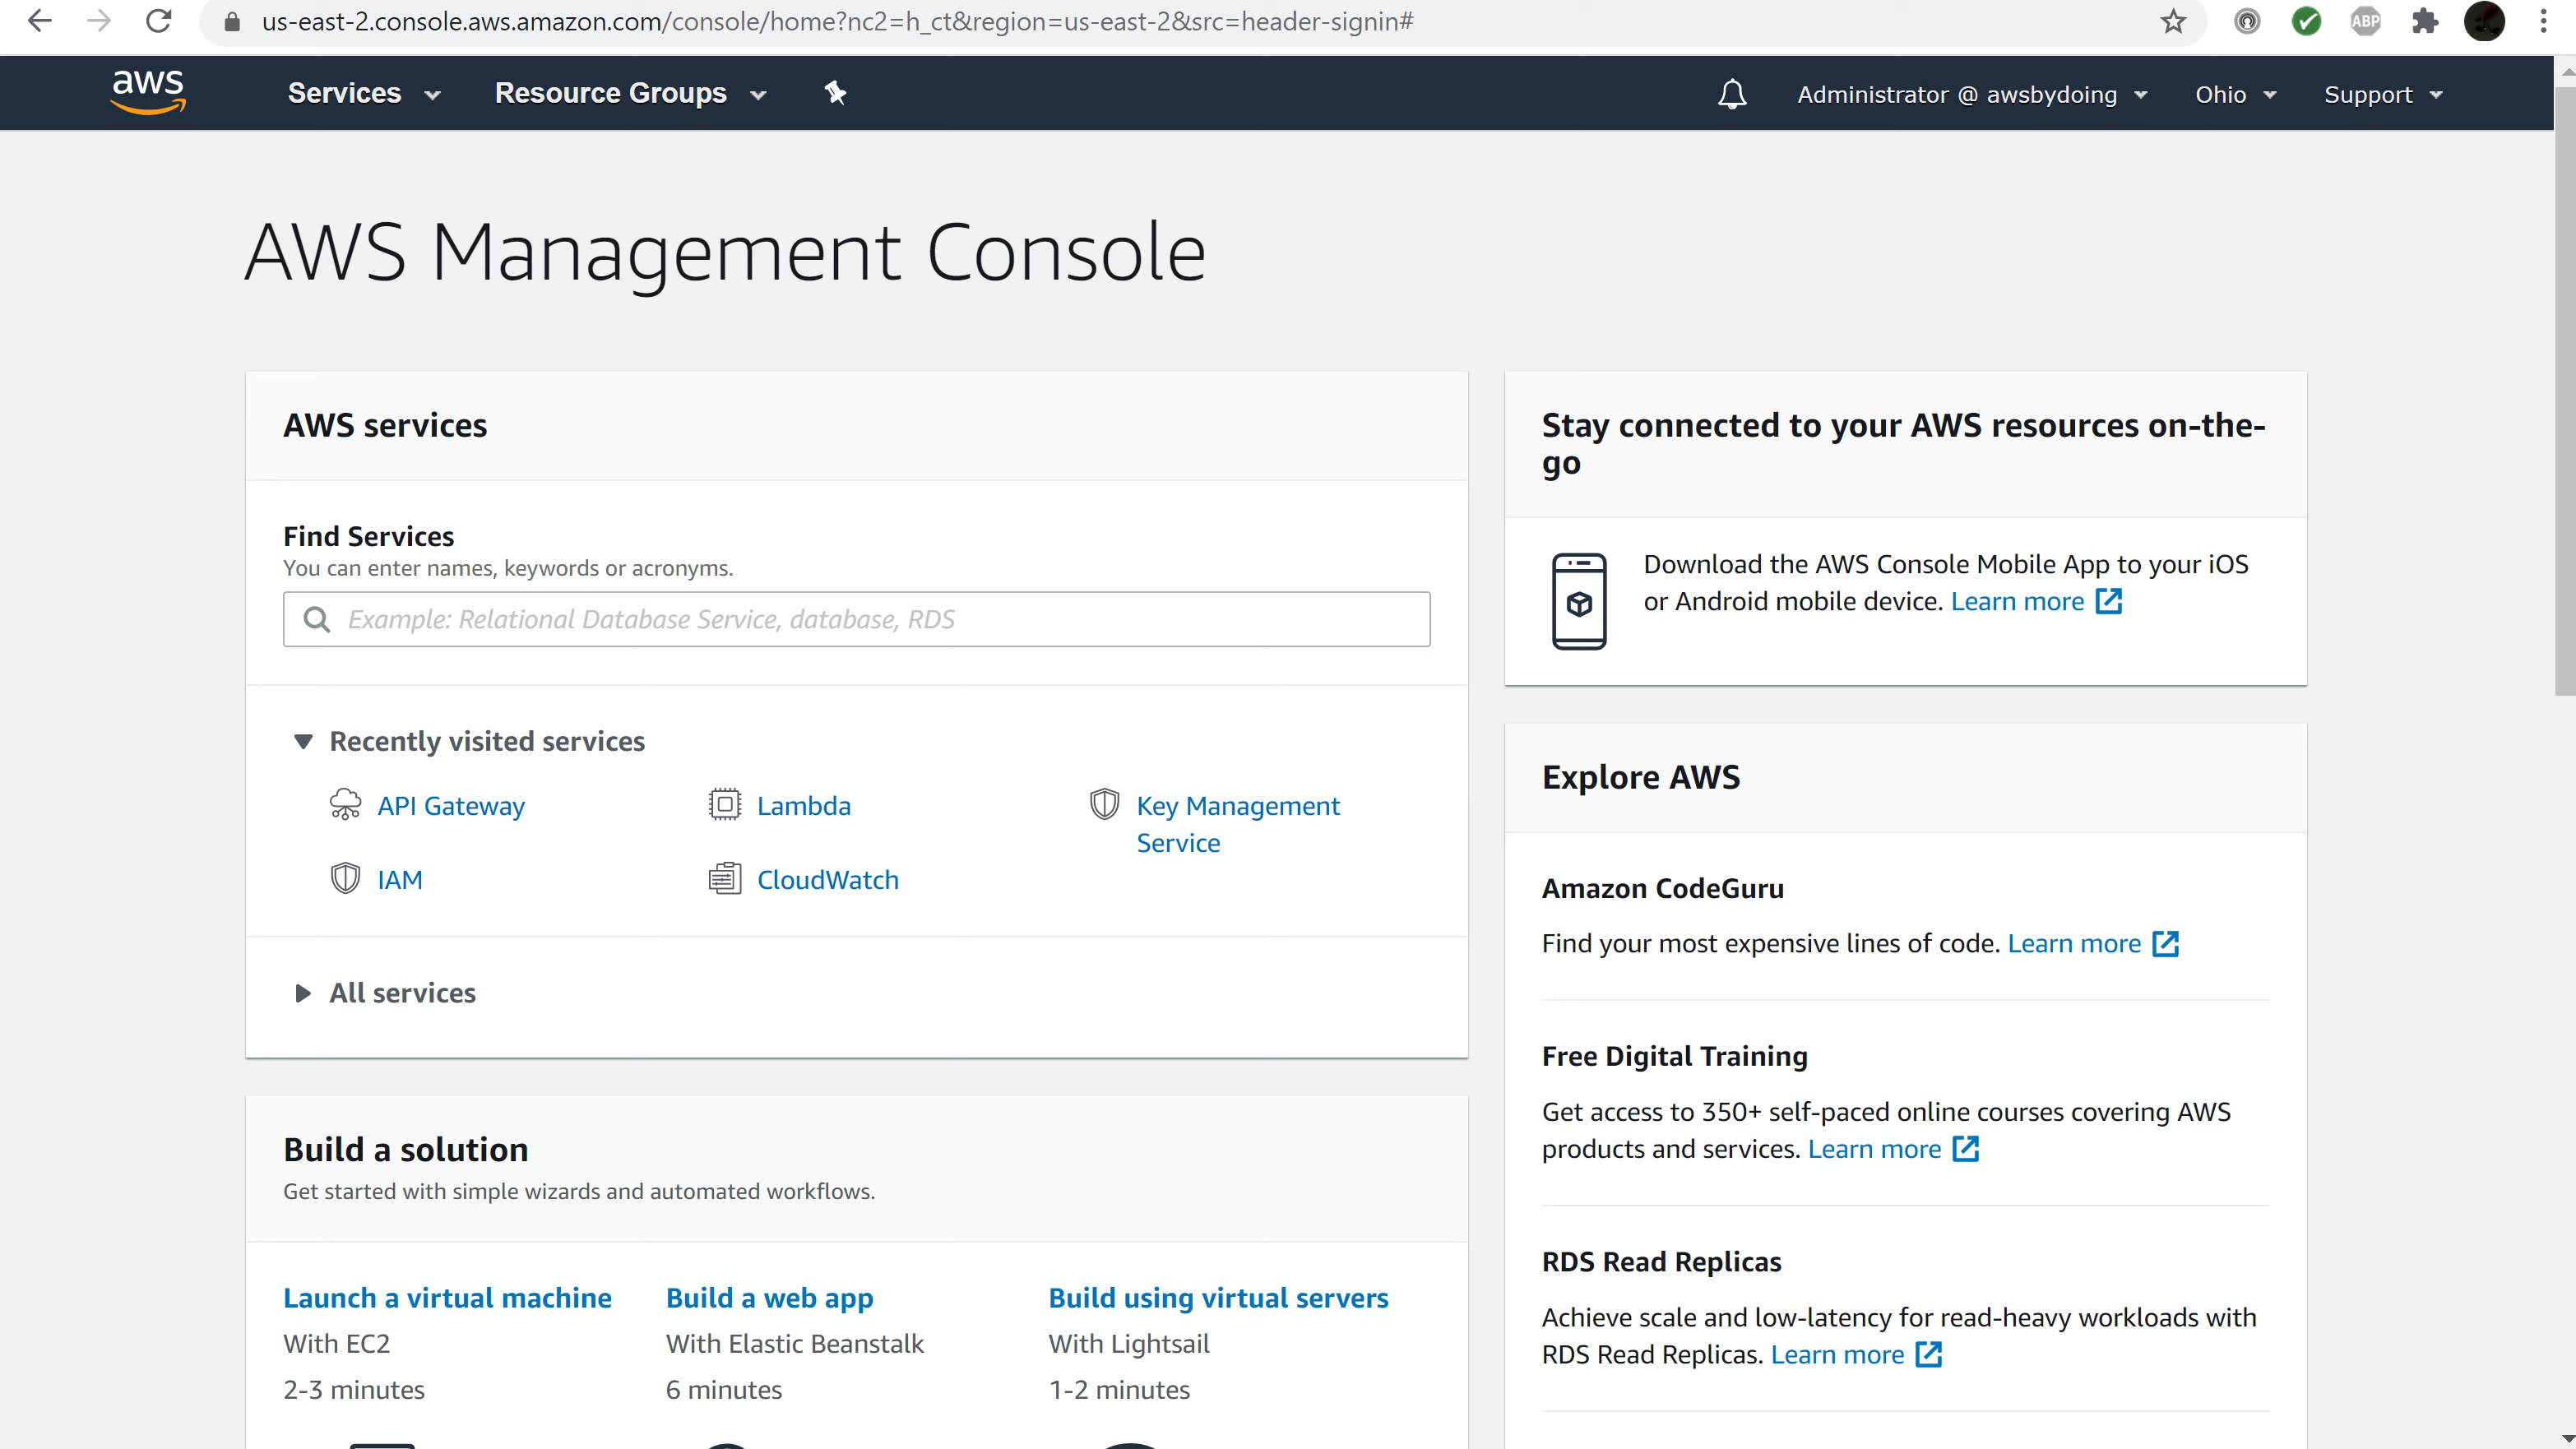 us-east-2.console.aws.amazon.com/console/home?nc2=h_ct&region=us-east-2&src=header-signin#
ABP
aws
Services
Resource Groups
Administrator @ awsbydoing
Ohio
Support
AWS Management Console
AWS services
Find Services
You can enter names, keywords or acronyms.
Example: Relational Database Service, database, RDS
Recently visited services
API Gateway
Lambda
Key Management
Service
IAM
CloudWatch
All services
Build a solution
Get started with simple wizards and automated workflows.
Launch a virtual machine
With EC2
2-3 minutes
Build a web app
With Elastic Beanstalk
6 minutes
Build using virtual servers
With Lightsail
1-2 minutes
Stay connected to your AWS resources on-the-
go
Download the AWS Console Mobile App to your iOS
or Android mobile device. Learn more
Explore AWS
Amazon CodeGuru
Find your most expensive lines of code. Learn more
Free Digital Training
Get access to 350+ self-paced online courses covering AWS
products and services. Learn more
RDS Read Replicas
Achieve scale and low-latency for read-heavy workloads with
RDS Read Replicas. Learn more